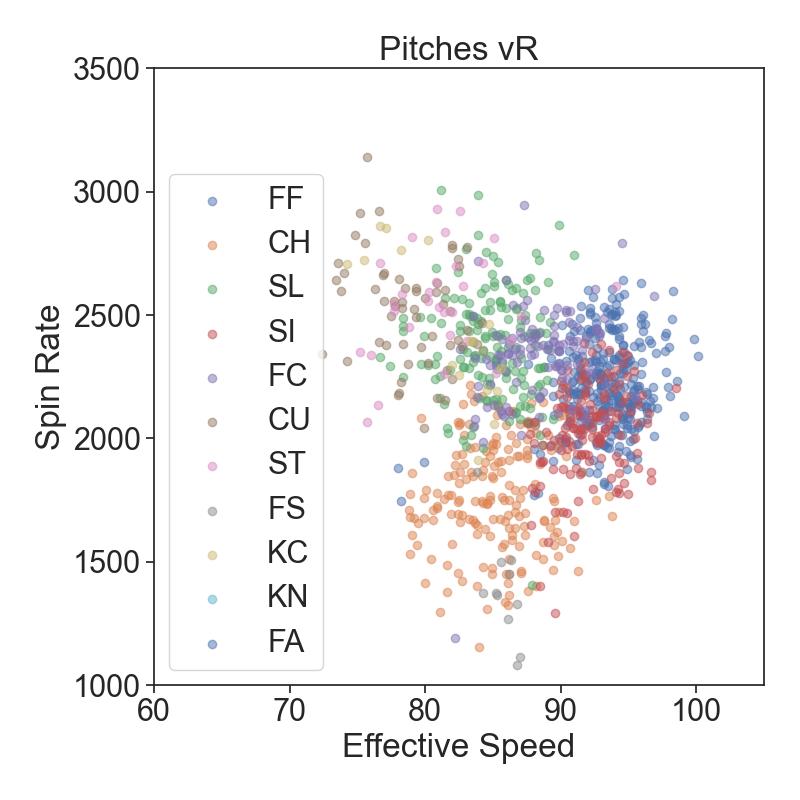 Pitches vR
3500
3000
2500
2000
1500
1000
Spin Rate
FF
CH
SL
SI
FC
CU
ST
FS
KC
KN
FA
60
70
80
90
100
Effective Speed